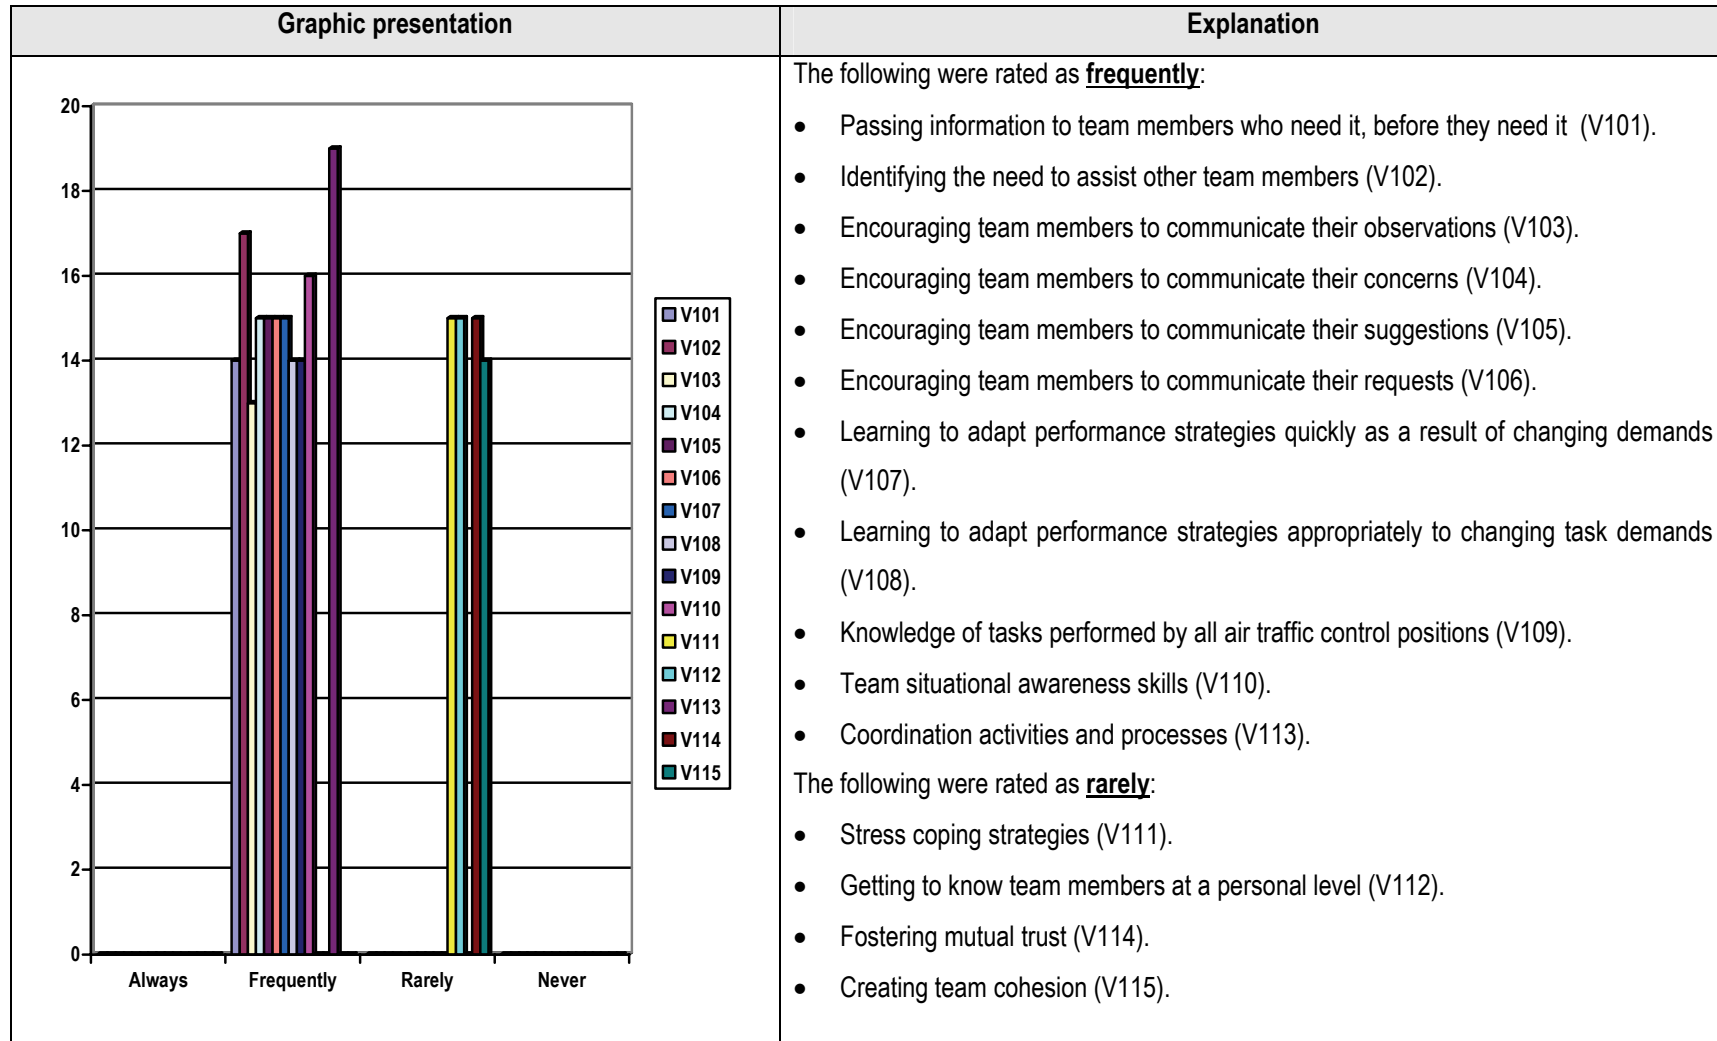 Graphic presentation
Explanation
20
18
16
14
12
10
8
6
4
2
0
Always Frequently Rarely Never
V101
V102
V103
V104
V105
V106
V107
V108
V109
V110
V111
V112
V113
V114
V115
The following were rated as frequently:
• Passing information to team members who need it, before they need it (V101).
• Identifying the need to assist other team members (V102).
• Encouraging team members to communicate their observations (V103).
• Encouraging team members to communicate their concerns (V104).
• Encouraging team members to communicate their suggestions (V105).
• Encouraging team members to communicate their requests (V106).
• Learning to adapt performance strategies quickly as a result of changing demands
(V107).
• Learning to adapt performance strategies appropriately to changing task demands
(V108).
• Knowledge of tasks performed by all air traffic control positions (V109).
• Team situational awareness skills (V110).
• Coordination activities and processes (V113).
The following were rated as rarely:
• Stress coping strategies (V111).
• Getting to know team members at a personal level (V112).
• Fostering mutual trust (V114).
• Creating team cohesion (V115).